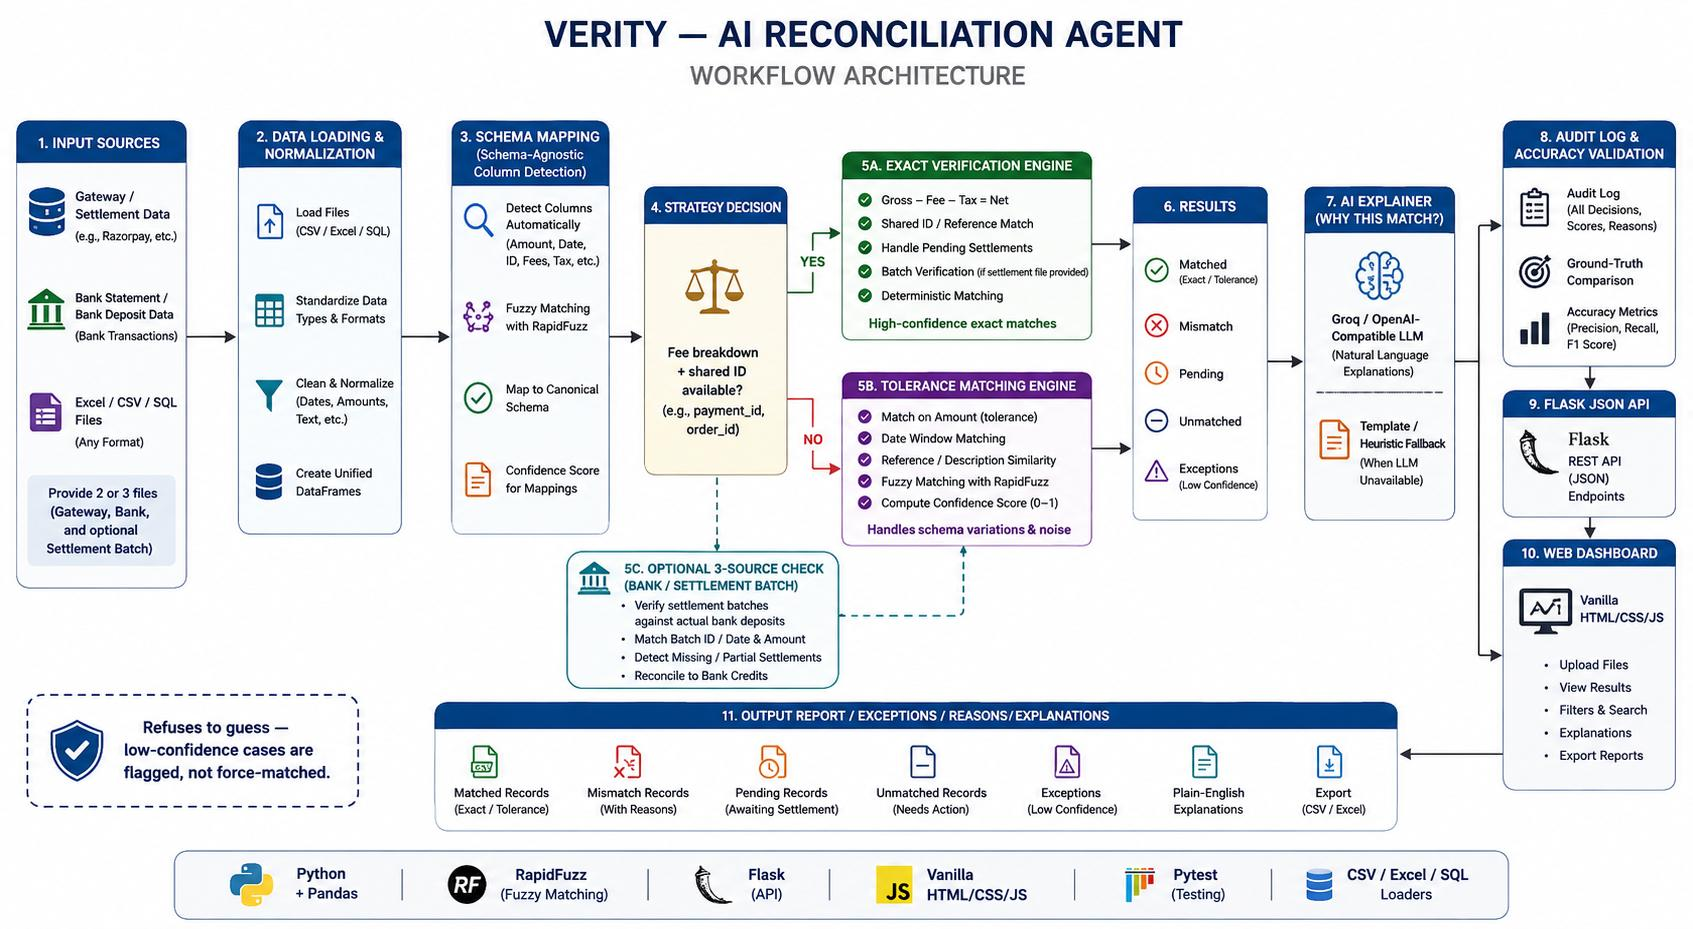 VERITY — AI RECONCILIATION AGENT
WORKFLOW ARCHITECTURE
1. INPUT SOURCES
Gateway /
Settlement Data
(e.g., Razorpay, etc.)
Bank Statement /
Bank Deposit Data
(Bank Transactions)
Excel / CSV / SQL
Files
(Any Format)
Provide 2 or 3 files
(Gateway, Bank,
and optional
Settlement Batch)
2. DATA LOADING &
NORMALIZATION
Load Files
(CSV / Excel / SQL)
Standardize Data
Types & Formats
Clean & Normalize
(Dates, Amounts,
Text, etc.)
Create Unified
DataFrames
3. SCHEMA MAPPING
(Schema-Agnostic
Column Detection)
Detect Columns
Automatically
(Amount, Date,
ID, Fees, Tax, etc.)
Fuzzy Matching
with RapidFuzz
Map to Canonical
Schema
Confidence Score
for Mappings
4. STRATEGY DECISION
Fee breakdown
+ shared ID
available?
(e.g., payment_id,
order_id)
YES
NO
5A. EXACT VERIFICATION ENGINE
Gross – Fee – Tax = Net
Shared ID / Reference Match
Handle Pending Settlements
Batch Verification (if settlement file provided)
Deterministic Matching
High-confidence exact matches
5B. TOLERANCE MATCHING ENGINE
Match on Amount (tolerance)
Date Window Matching
Reference / Description Similarity
Fuzzy Matching with RapidFuzz
Compute Confidence Score (0–1)
Handles schema variations & noise
5C. OPTIONAL 3-SOURCE CHECK
(BANK / SETTLEMENT BATCH)
• Verify settlement batches
against actual bank deposits
• Match Batch ID / Date & Amount
• Detect Missing / Partial Settlements
• Reconcile to Bank Credits
6. RESULTS
Matched
(Exact / Tolerance)
Mismatch
Pending
Unmatched
Exceptions
(Low Confidence)
7. AI EXPLAINER
(WHY THIS MATCH?)
Groq / OpenAI-
Compatible LLM
(Natural Language
Explanations)
Template /
Heuristic Fallback
(When LLM
Unavailable)
8. AUDIT LOG &
ACCURACY VALIDATION
Audit Log
(All Decisions,
Scores, Reasons)
Ground-Truth
Comparison
Accuracy Metrics
(Precision, Recall,
F1 Score)
9. FLASK JSON API
Flask
REST API
(JSON)
Endpoints
10. WEB DASHBOARD
Vanilla
HTML/CSS/JS
• Upload Files
• View Results
• Filters & Search
• Explanations
• Export Reports
Refuses to guess —
low-confidence cases are
flagged, not force-matched.
11. OUTPUT REPORT / EXCEPTIONS / REASONS/EXPLANATIONS
Matched Records
(Exact / Tolerance)
Mismatch Records
(With Reasons)
Pending Records
(Awaiting Settlement)
Unmatched Records
(Needs Action)
Exceptions
(Low Confidence)
Plain-English
Explanations
Export
(CSV / Excel)
Python
+ Pandas
RF
RapidFuzz
(Fuzzy Matching)
Flask
(API)
JS
Vanilla
HTML/CSS/JS
Pytest
(Testing)
CSV / Excel / SQL
Loaders